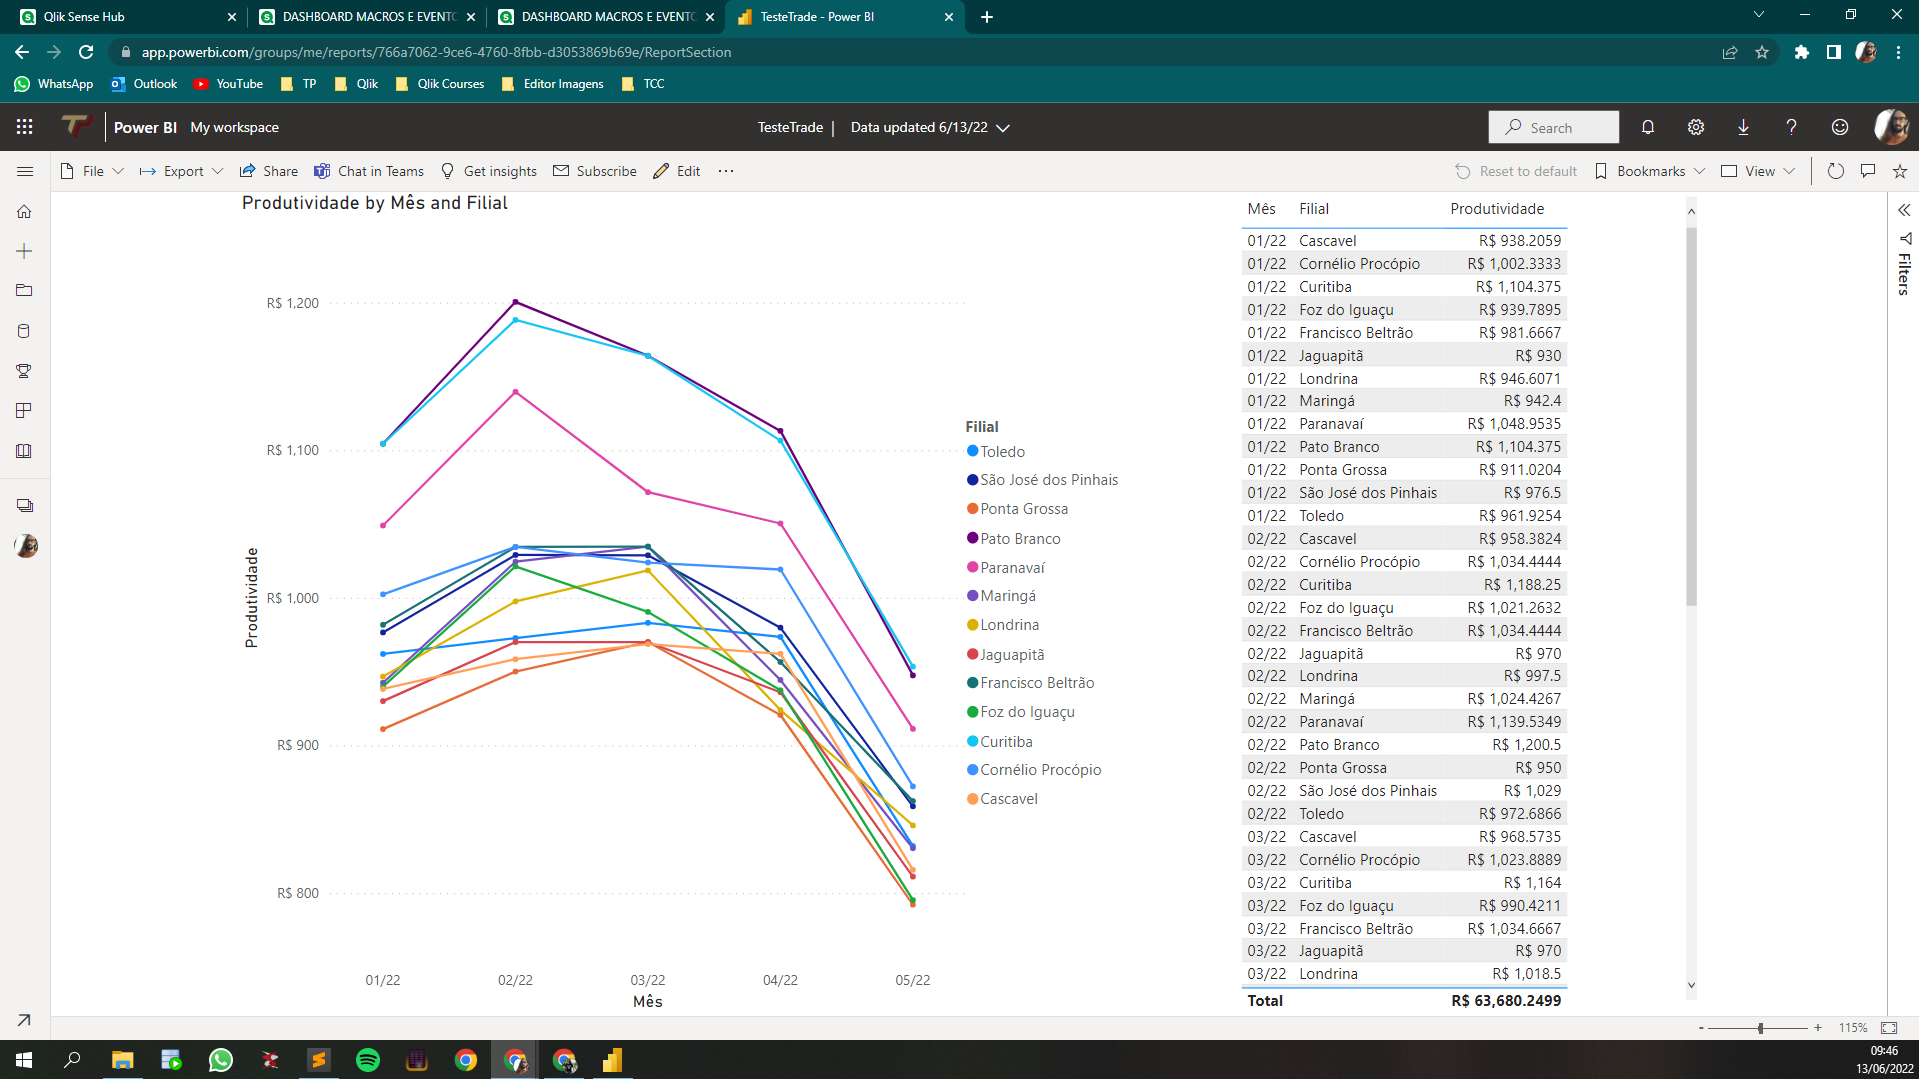 Qlik Sense Hub
DASHBOARD MACROS E EVENTO
DASHBOARD MACROS E EVENTO
TesteTrade - Power BI
app.powerbi.com/groups/me/reports/766a7062-9ce6-4760-8fbb-d3053869b69e/ReportSection
WhatsApp Outlook YouTube TP Qlik Qlik Courses Editor Imagens TCC
Power BI My workspace TesteTrade | Data updated 6/13/22 Search
File Export Share Chat in Teams Get insights Subscribe Edit ... Reset to default Bookmarks View
Filters
Produtividade by Mês and Filial
R$ 1,200
R$ 1,100
R$ 1,000
R$ 900
R$ 800
Produtividade
01/22 02/22 03/22 04/22 05/22
Mês
Filial
Toledo
São José dos Pinhais
Ponta Grossa
Pato Branco
Paranavaí
Maringá
Londrina
Jaguapitã
Francisco Beltrão
Foz do Iguaçu
Curitiba
Cornélio Procópio
Cascavel
Mês Filial Produtividade
01/22 Cascavel R$ 938.2059
01/22 Cornélio Procópio R$ 1,002.3333
01/22 Curitiba R$ 1,104.375
01/22 Foz do Iguaçu R$ 939.7895
01/22 Francisco Beltrão R$ 981.6667
01/22 Jaguapitã R$ 930
01/22 Londrina R$ 946.6071
01/22 Maringá R$ 942.4
01/22 Paranavaí R$ 1,048.9535
01/22 Pato Branco R$ 1,104.375
01/22 Ponta Grossa R$ 911.0204
01/22 São José dos Pinhais R$ 976.5
01/22 Toledo R$ 961.9254
02/22 Cascavel R$ 958.3824
02/22 Cornélio Procópio R$ 1,034.4444
02/22 Curitiba R$ 1,188.25
02/22 Foz do Iguaçu R$ 1,021.2632
02/22 Francisco Beltrão R$ 1,034.4444
02/22 Jaguapitã R$ 970
02/22 Londrina R$ 997.5
02/22 Maringá R$ 1,024.4267
02/22 Paranavaí R$ 1,139.5349
02/22 Pato Branco R$ 1,200.5
02/22 Ponta Grossa R$ 950
02/22 São José dos Pinhais R$ 1,029
02/22 Toledo R$ 972.6866
03/22 Cascavel R$ 968.5735
03/22 Cornélio Procópio R$ 1,023.8889
03/22 Curitiba R$ 1,164
03/22 Foz do Iguaçu R$ 990.4211
03/22 Francisco Beltrão R$ 1,034.6667
03/22 Jaguapitã R$ 970
03/22 Londrina R$ 1,018.5
Total R$ 63,680.2499
- + 115%
09:46
13/06/2022